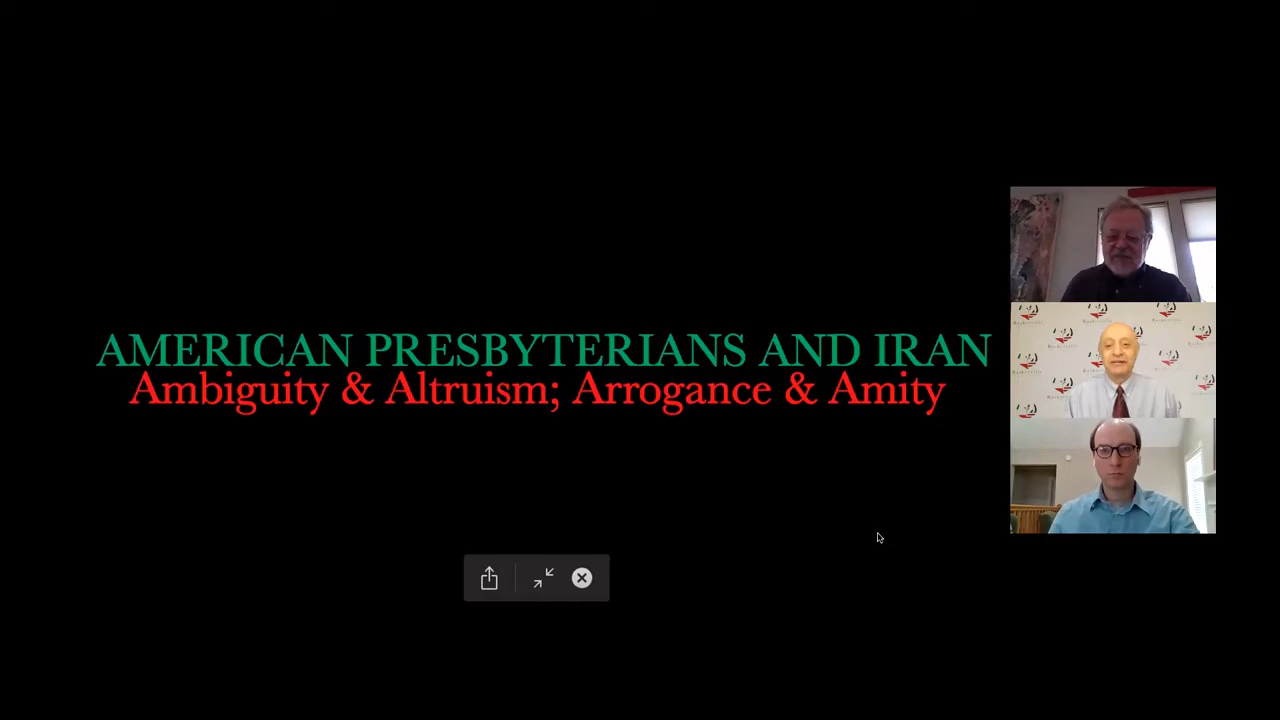 AMERICAN PRESBYTERIANS AND IRAN
Ambiguity & Altruism; Arrogance & Amity